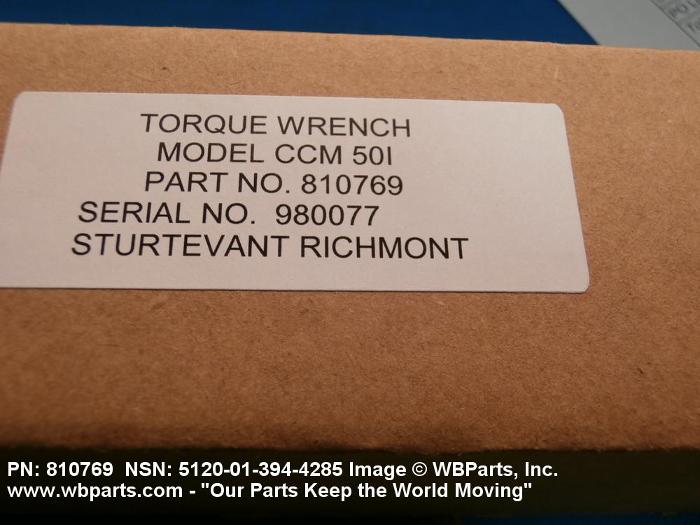 TORQUE WRENCH
MODEL CCM 50I
PART NO. 810769
SERIAL NO. 980077
STURTEVANT RICHMONT
PN: 810769 NSN: 5120-01-394-4285 Image © WBParts, Inc.
www.wbparts.com - "Our Parts Keep the World Moving"